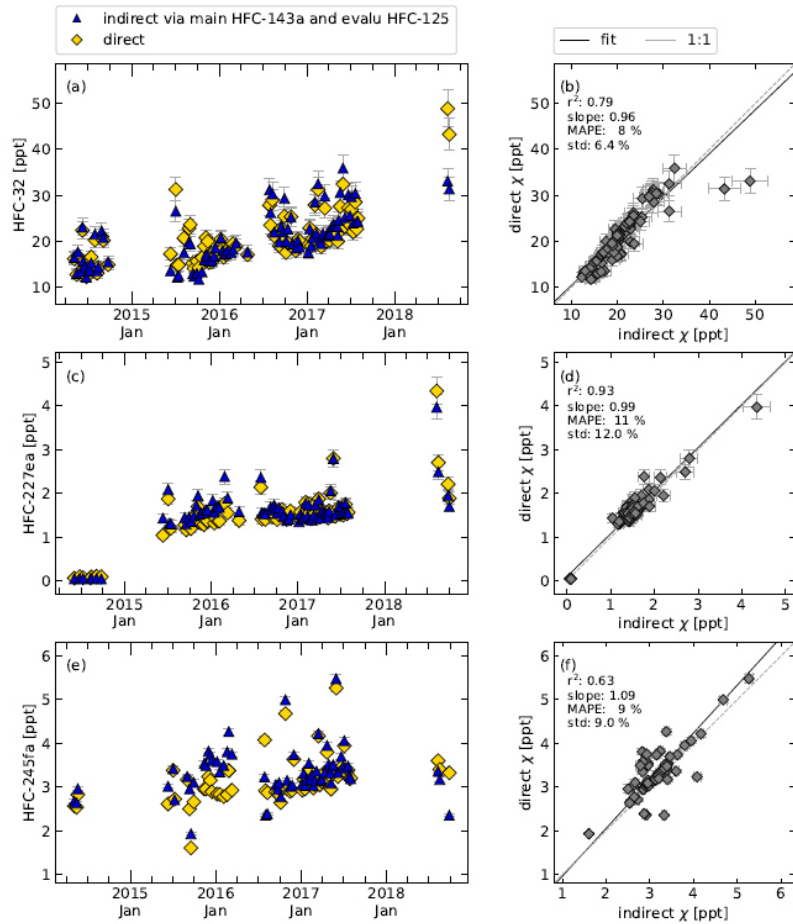 indirect via main HFC-143a and evalu HFC-125
direct
fit 1:1
(a)
HFC-32 [ppt]
50
40
30
20
10
2015 2016 2017 2018
Jan Jan Jan Jan
(b)
r²: 0.79
slope: 0.96
MAPE: 8 %
std: 6.4 %
direct χ [ppt]
50
40
30
20
10
10 20 30 40 50
indirect χ [ppt]
(c)
HFC-227ea [ppt]
5
4
3
2
1
0
2015 2016 2017 2018
Jan Jan Jan Jan
(d)
r²: 0.93
slope: 0.99
MAPE: 11 %
std: 12.0 %
direct χ [ppt]
5
4
3
2
1
0
0 1 2 3 4 5
indirect χ [ppt]
(e)
HFC-245fa [ppt]
6
5
4
3
2
1
2015 2016 2017 2018
Jan Jan Jan Jan
(f)
r²: 0.63
slope: 1.09
MAPE: 9 %
std: 9.0 %
direct χ [ppt]
6
5
4
3
2
1
1 2 3 4 5 6
indirect χ [ppt]